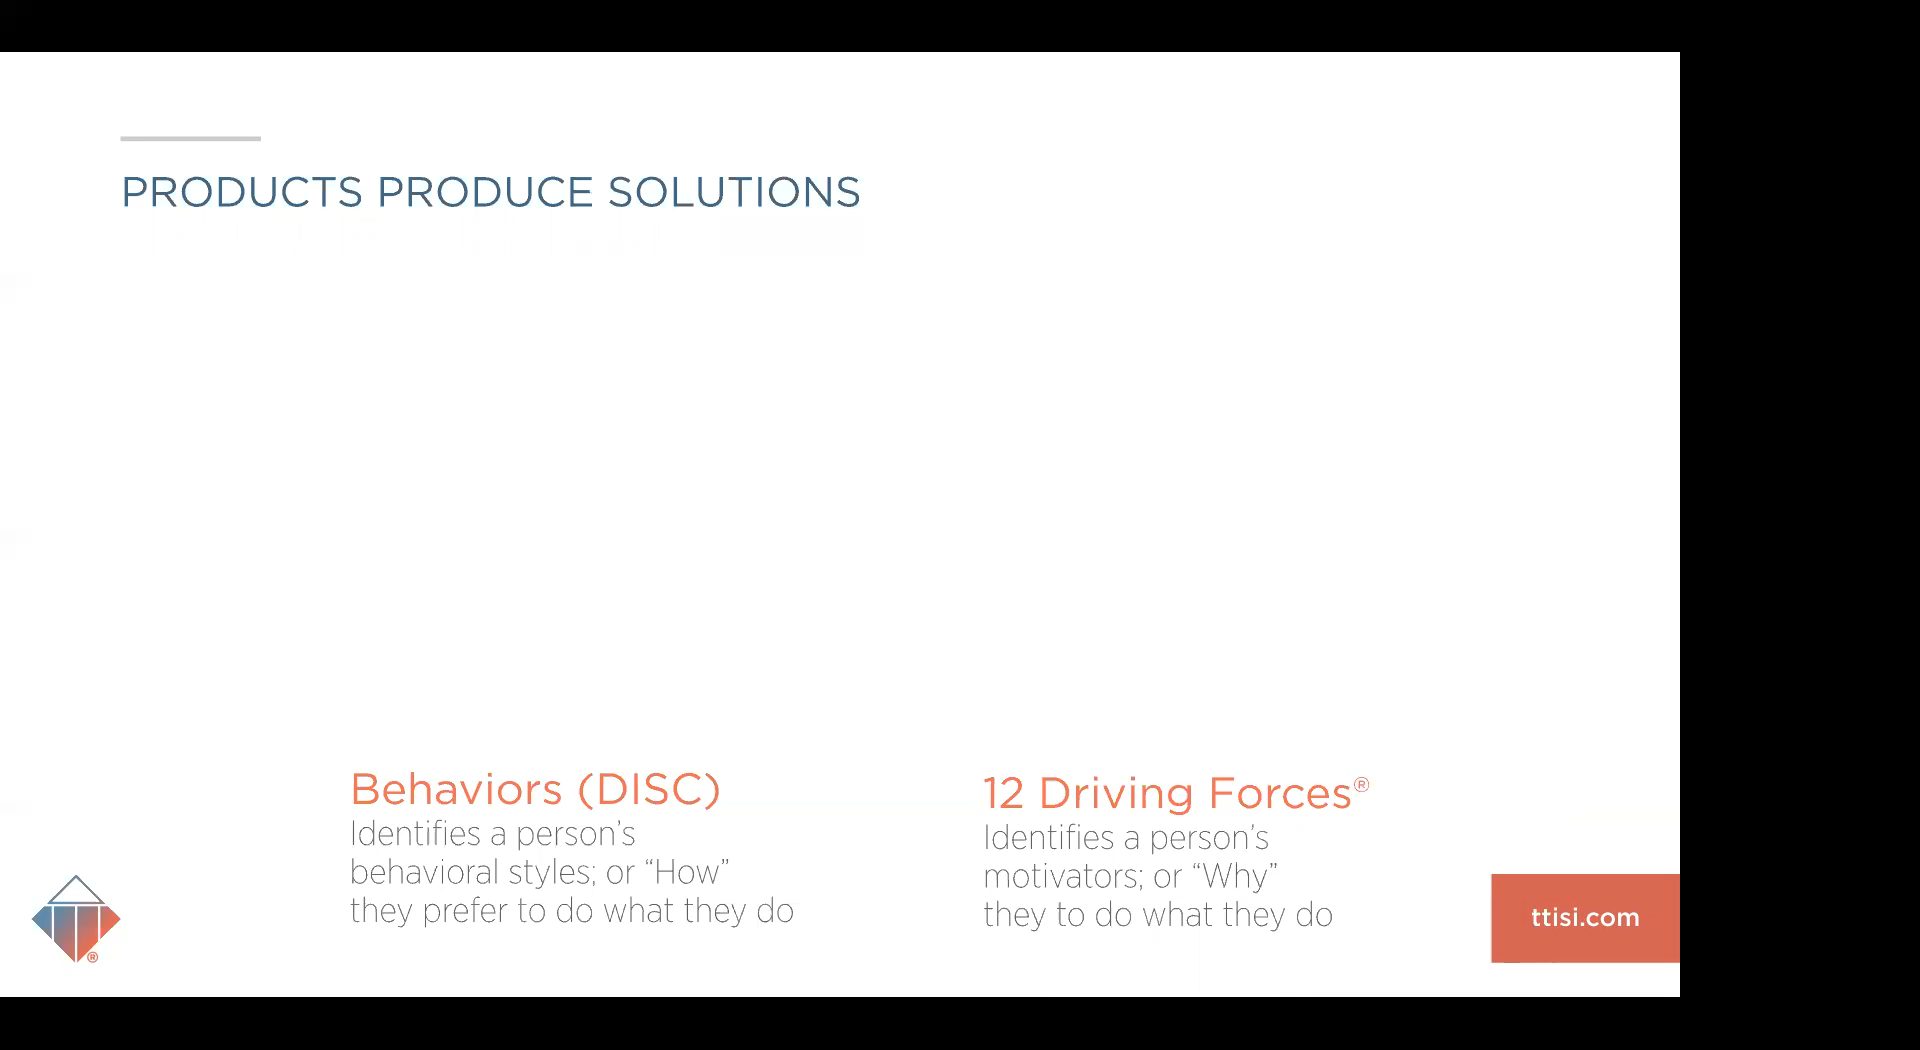 PRODUCTS PRODUCE SOLUTIONS
Behaviors (DISC)
Identifies a person’s
behavioral styles; or “How”
they prefer to do what they do
12 Driving Forces®
Identifies a person’s
motivators; or “Why”
they to do what they do
®
ttisi.com